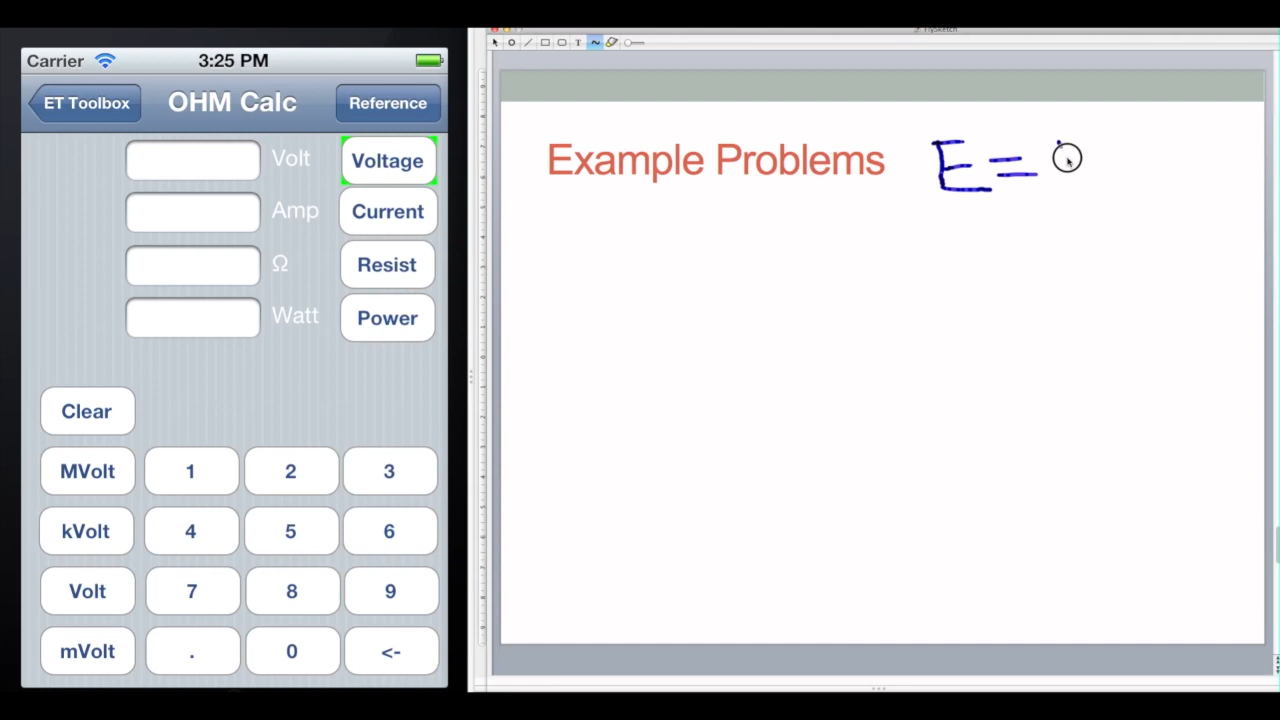 FlySketch
Carrier 3:25 PM
T
ET Toolbox OHM Calc Reference
Volt Voltage
Amp Current
Ω Resist
Watt Power
Example Problems E=
Clear
MVolt 1 2 3
kVolt 4 5 6
Volt 7 8 9
mVolt . 0 <-